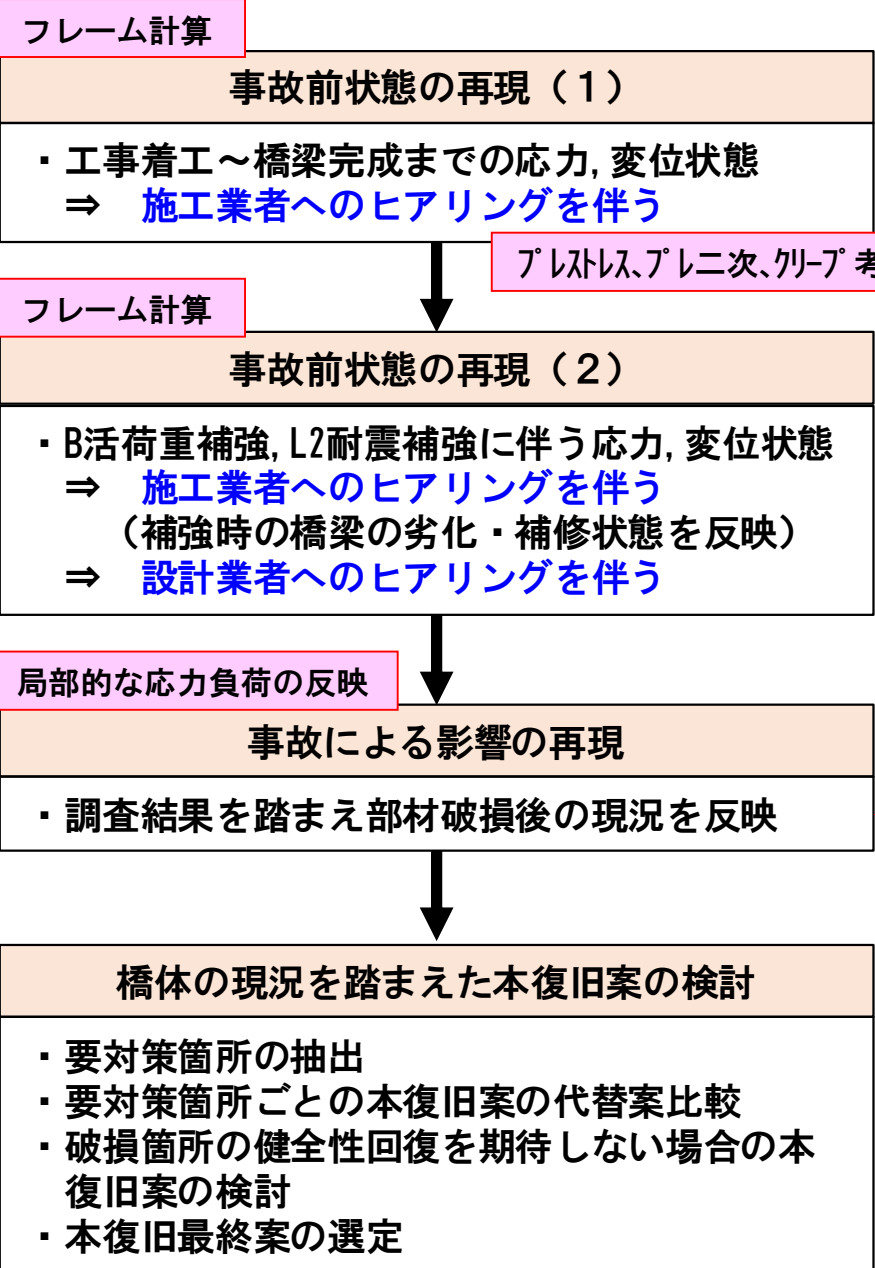 フレーム計算
事故前状態の再現（１）
・工事着工～橋梁完成までの応力,変位状態
⇒　施工業者へのヒアリングを伴う
ﾌﾟﾚｽﾄﾚｽ､ﾌﾟﾚ二次､ｸﾘｰﾌﾟ考
フレーム計算
事故前状態の再現（２）
・B活荷重補強,L2耐震補強に伴う応力,変位状態
⇒　施工業者へのヒアリングを伴う
（補強時の橋梁の劣化・補修状態を反映）
⇒　設計業者へのヒアリングを伴う
局部的な応力負荷の反映
事故による影響の再現
・調査結果を踏まえ部材破損後の現況を反映
橋体の現況を踏まえた本復旧案の検討
・要対策箇所の抽出
・要対策箇所ごとの本復旧案の代替案比較
・破損箇所の健全性回復を期待しない場合の本
復旧案の検討
・本復旧最終案の選定